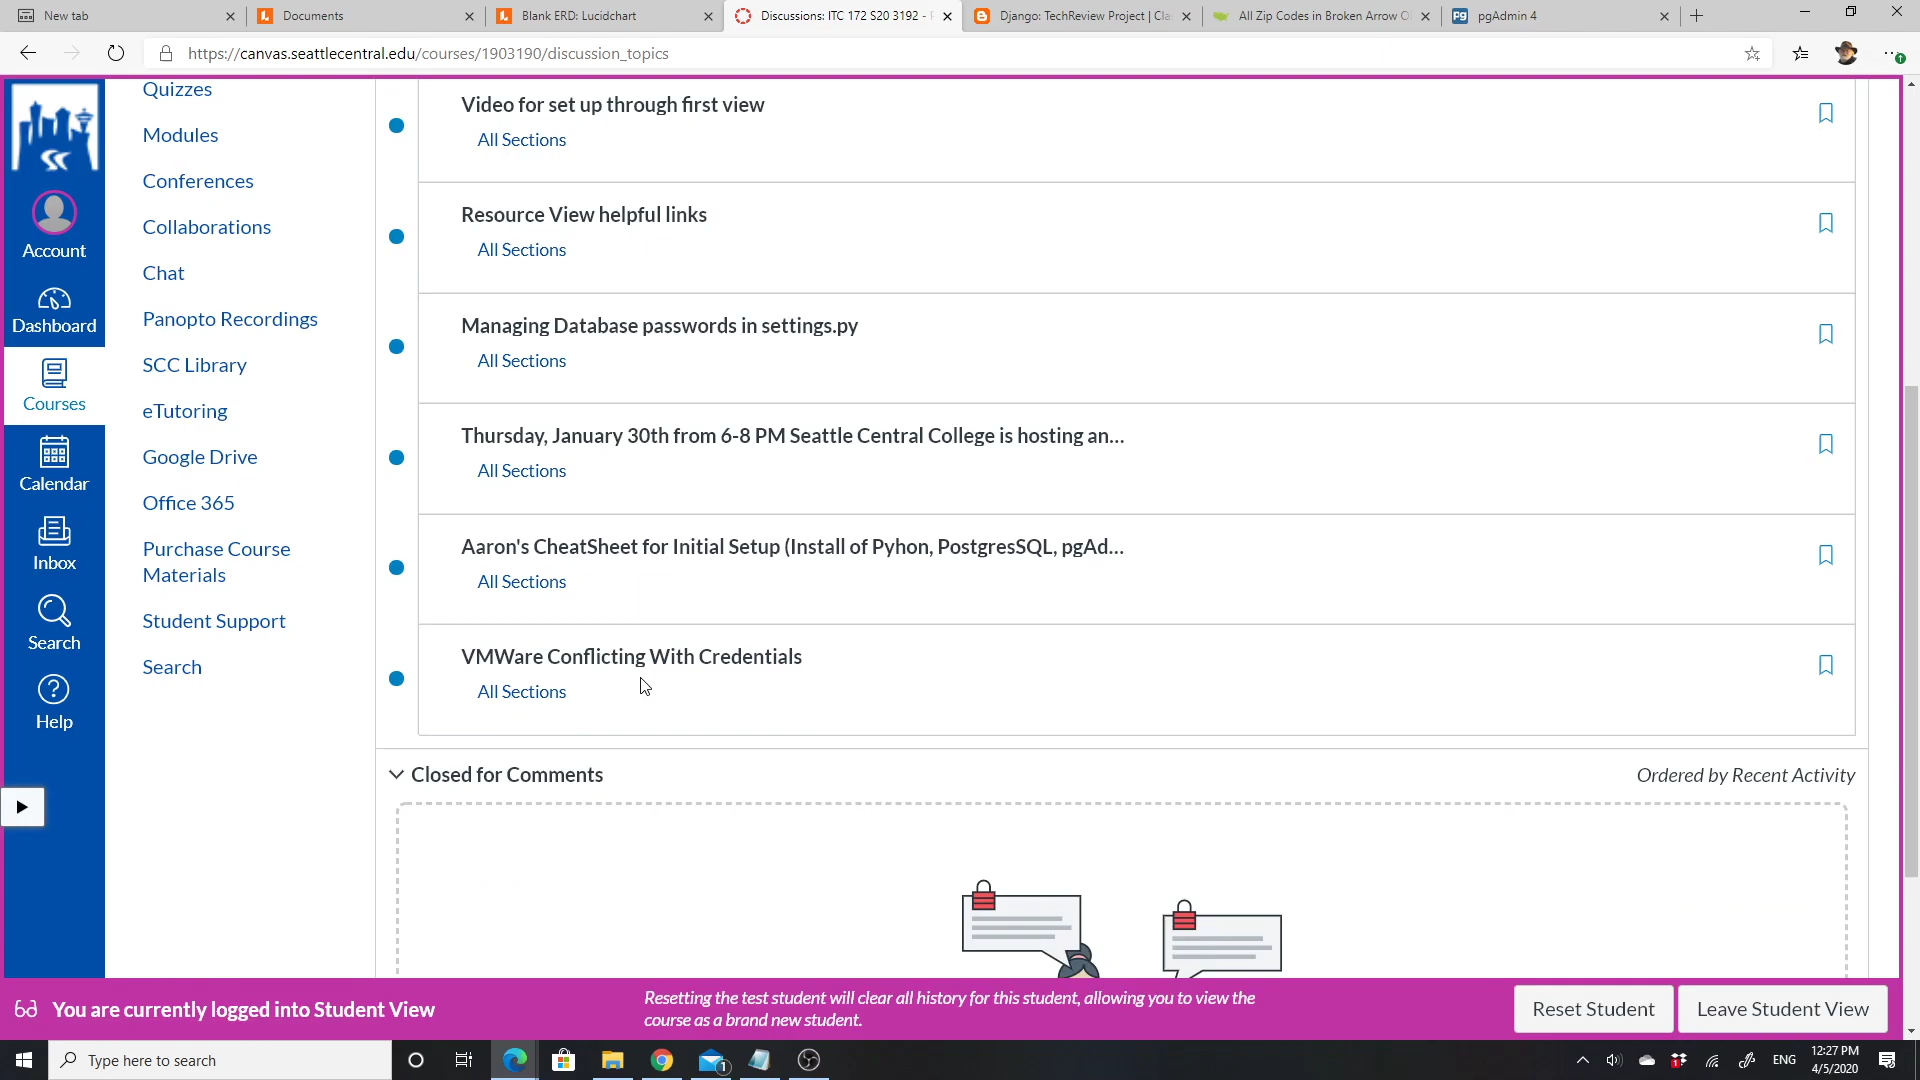 New tab
Documents
Blank ERD: Lucidchart
Discussions: ITC 172 S20 3192 -
Django: TechReview Project | Cla
All Zip Codes in Broken Arrow O
Pg pgAdmin 4
https://canvas.seattlecentral.edu/courses/1903190/discussion_topics
Account
Dashboard
Courses
Calendar
Inbox
Search
Help
Quizzes
Modules
Conferences
Collaborations
Chat
Panopto Recordings
SCC Library
eTutoring
Google Drive
Office 365
Purchase Course
Materials
Student Support
Search
Video for set up through first view
All Sections
Resource View helpful links
All Sections
Managing Database passwords in settings.py
All Sections
Thursday, January 30th from 6-8 PM Seattle Central College is hosting an...
All Sections
Aaron's CheatSheet for Initial Setup (Install of Pyhon, PostgresSQL, pgAd...
All Sections
VMWare Conflicting With Credentials
All Sections
Closed for Comments
Ordered by Recent Activity
You are currently logged into Student View
Resetting the test student will clear all history for this student, allowing you to view the
course as a brand new student.
Reset Student
Leave Student View
Type here to search
1
1
ENG
12:27 PM
4/5/2020